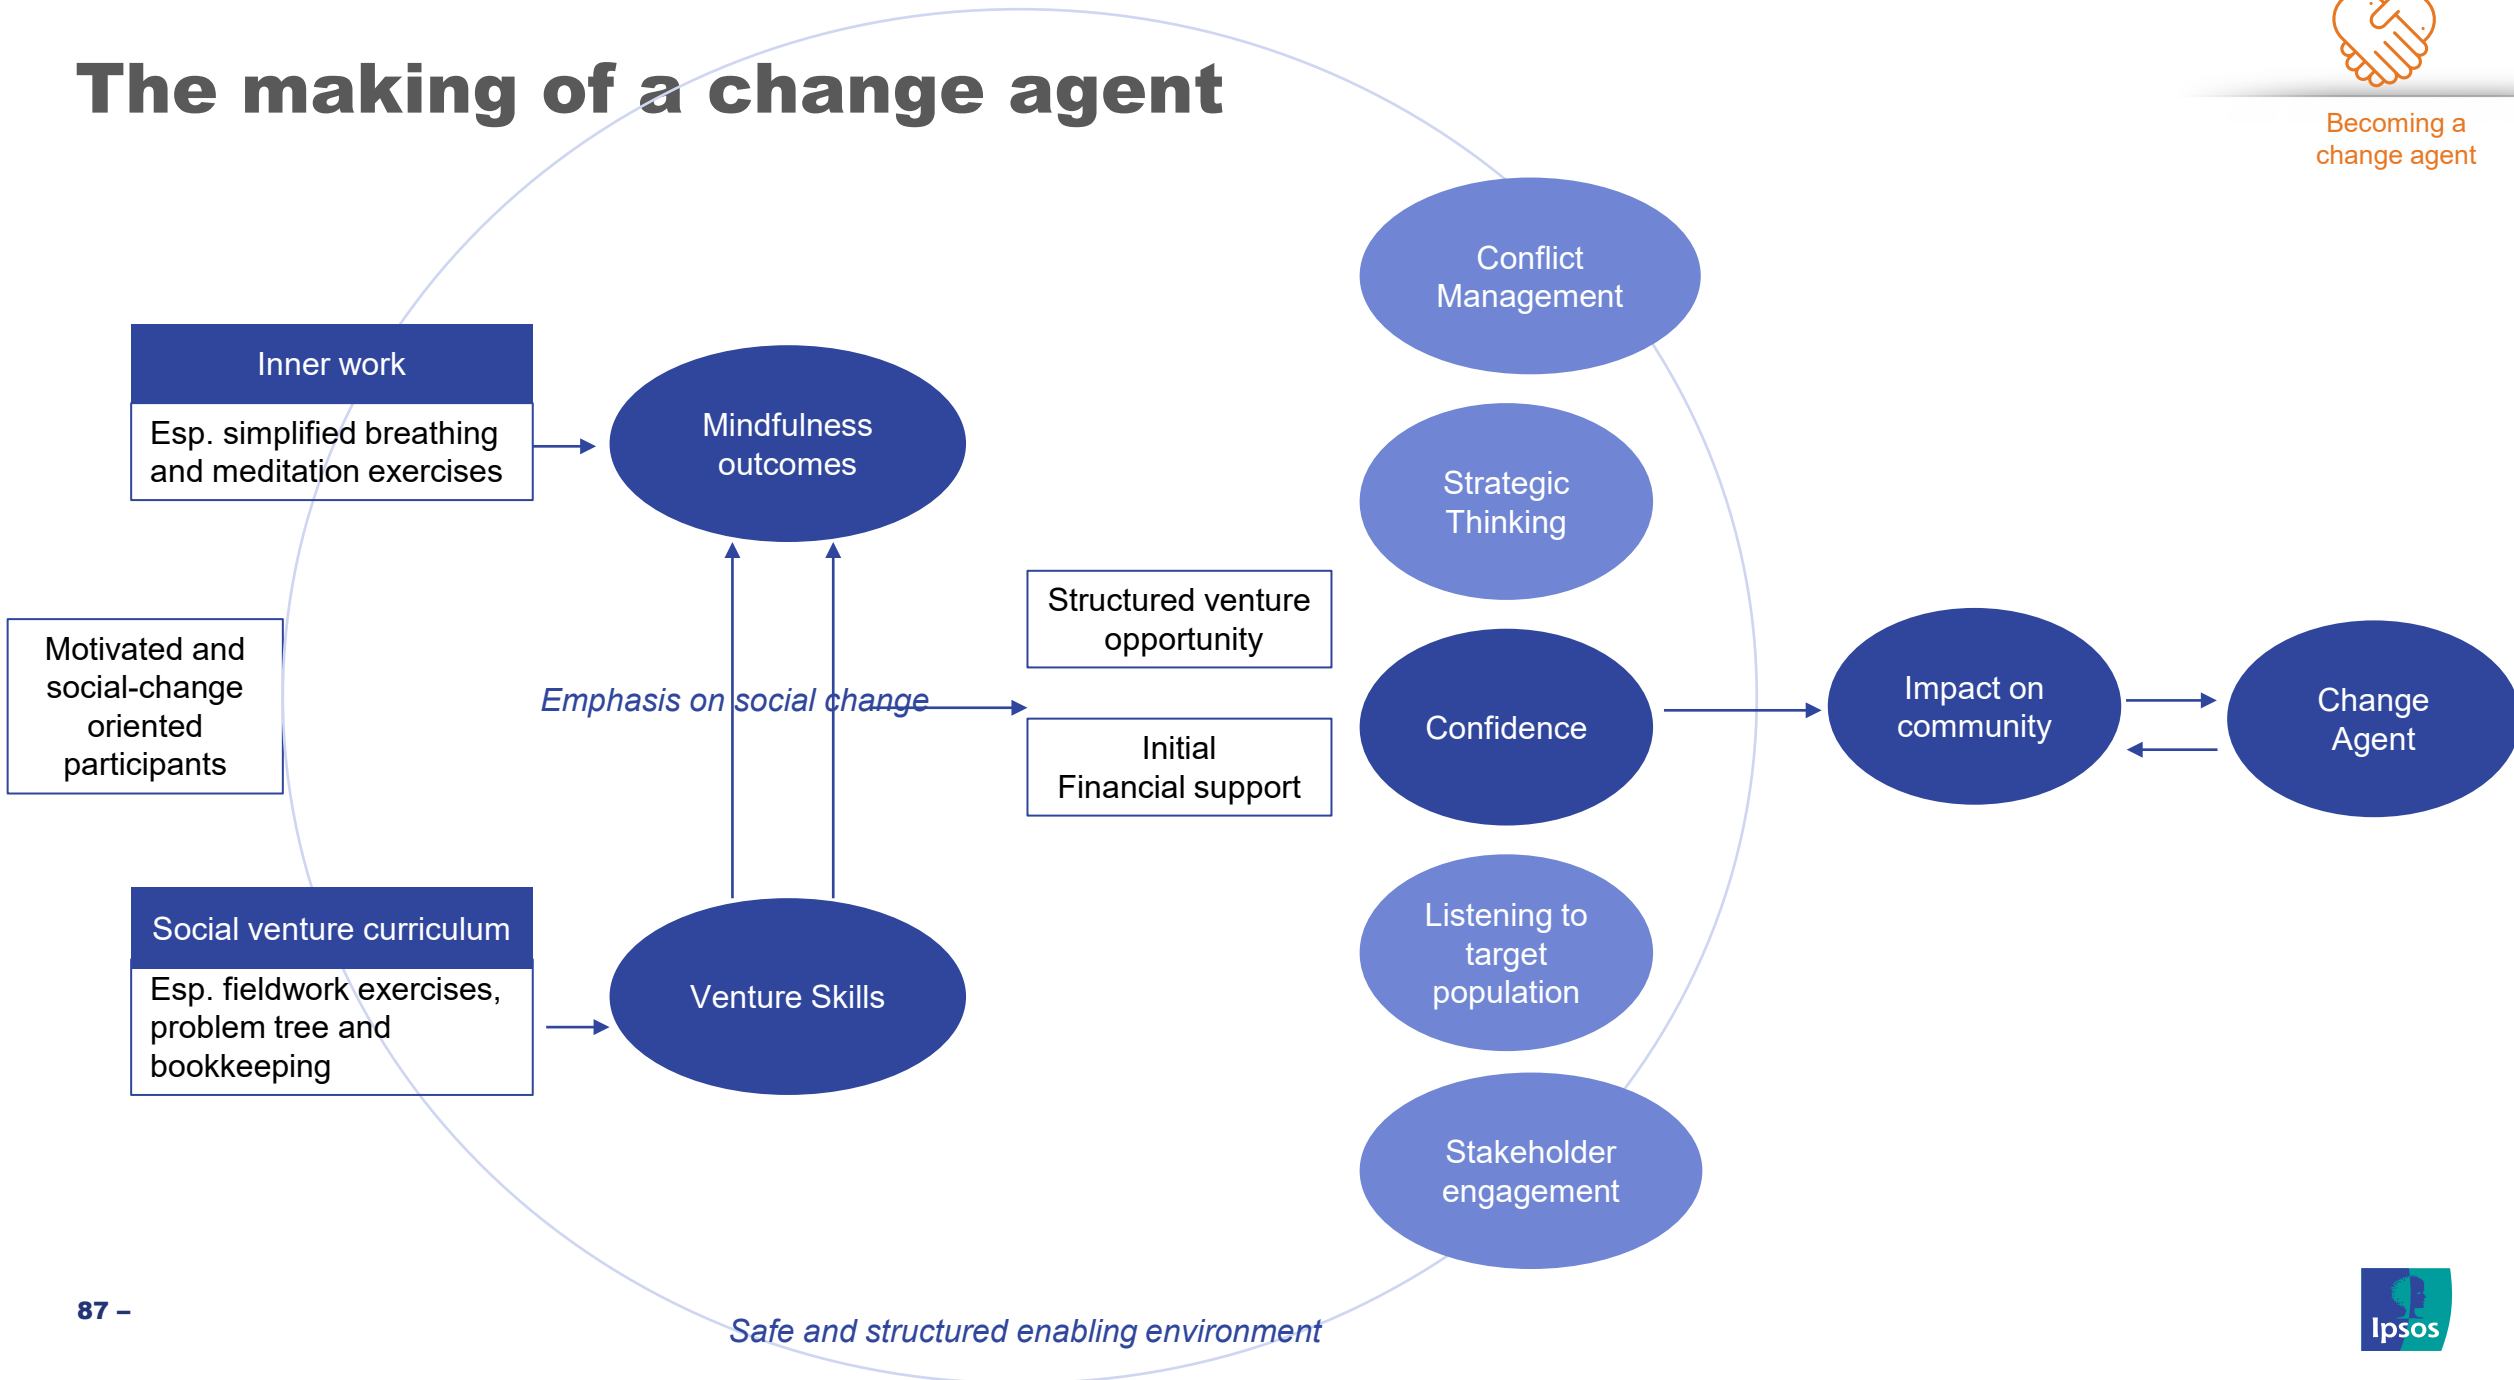 The making of a change agent
Becoming a
change agent
Conflict
Management
Inner work
Esp. simplified breathing
and meditation exercises
Mindfulness
outcomes
Strategic
Thinking
Structured venture
opportunity
Motivated and
social-change
oriented
participants
Emphasis on social change
Initial
Financial support
Confidence
Impact on
community
Change
Agent
Social venture curriculum
Esp. fieldwork exercises,
problem tree and
bookkeeping
Venture Skills
Listening to
target
population
Stakeholder
engagement
87 –
Safe and structured enabling environment
Ipsos